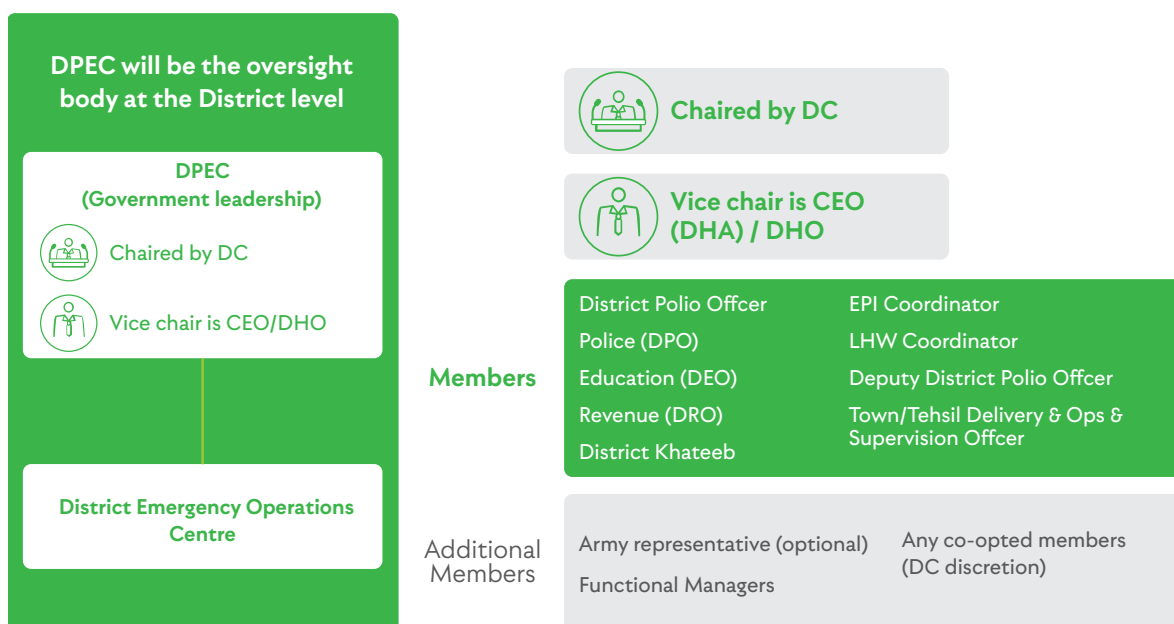 DPEC will be the oversight
body at the District level
DPEC
(Government leadership)
Chaired by DC
Vice chair is CEO/DHO
District Emergency Operations
Centre
Chaired by DC
Vice chair is CEO
(DHA) / DHO
Members
District Polio Offcer
Police (DPO)
Education (DEO)
Revenue (DRO)
District Khateeb
EPI Coordinator
LHW Coordinator
Deputy District Polio Offcer
Town/Tehsil Delivery & Ops &
Supervision Offcer
Additional
Members
Army representative (optional)
Functional Managers
Any co-opted members
(DC discretion)